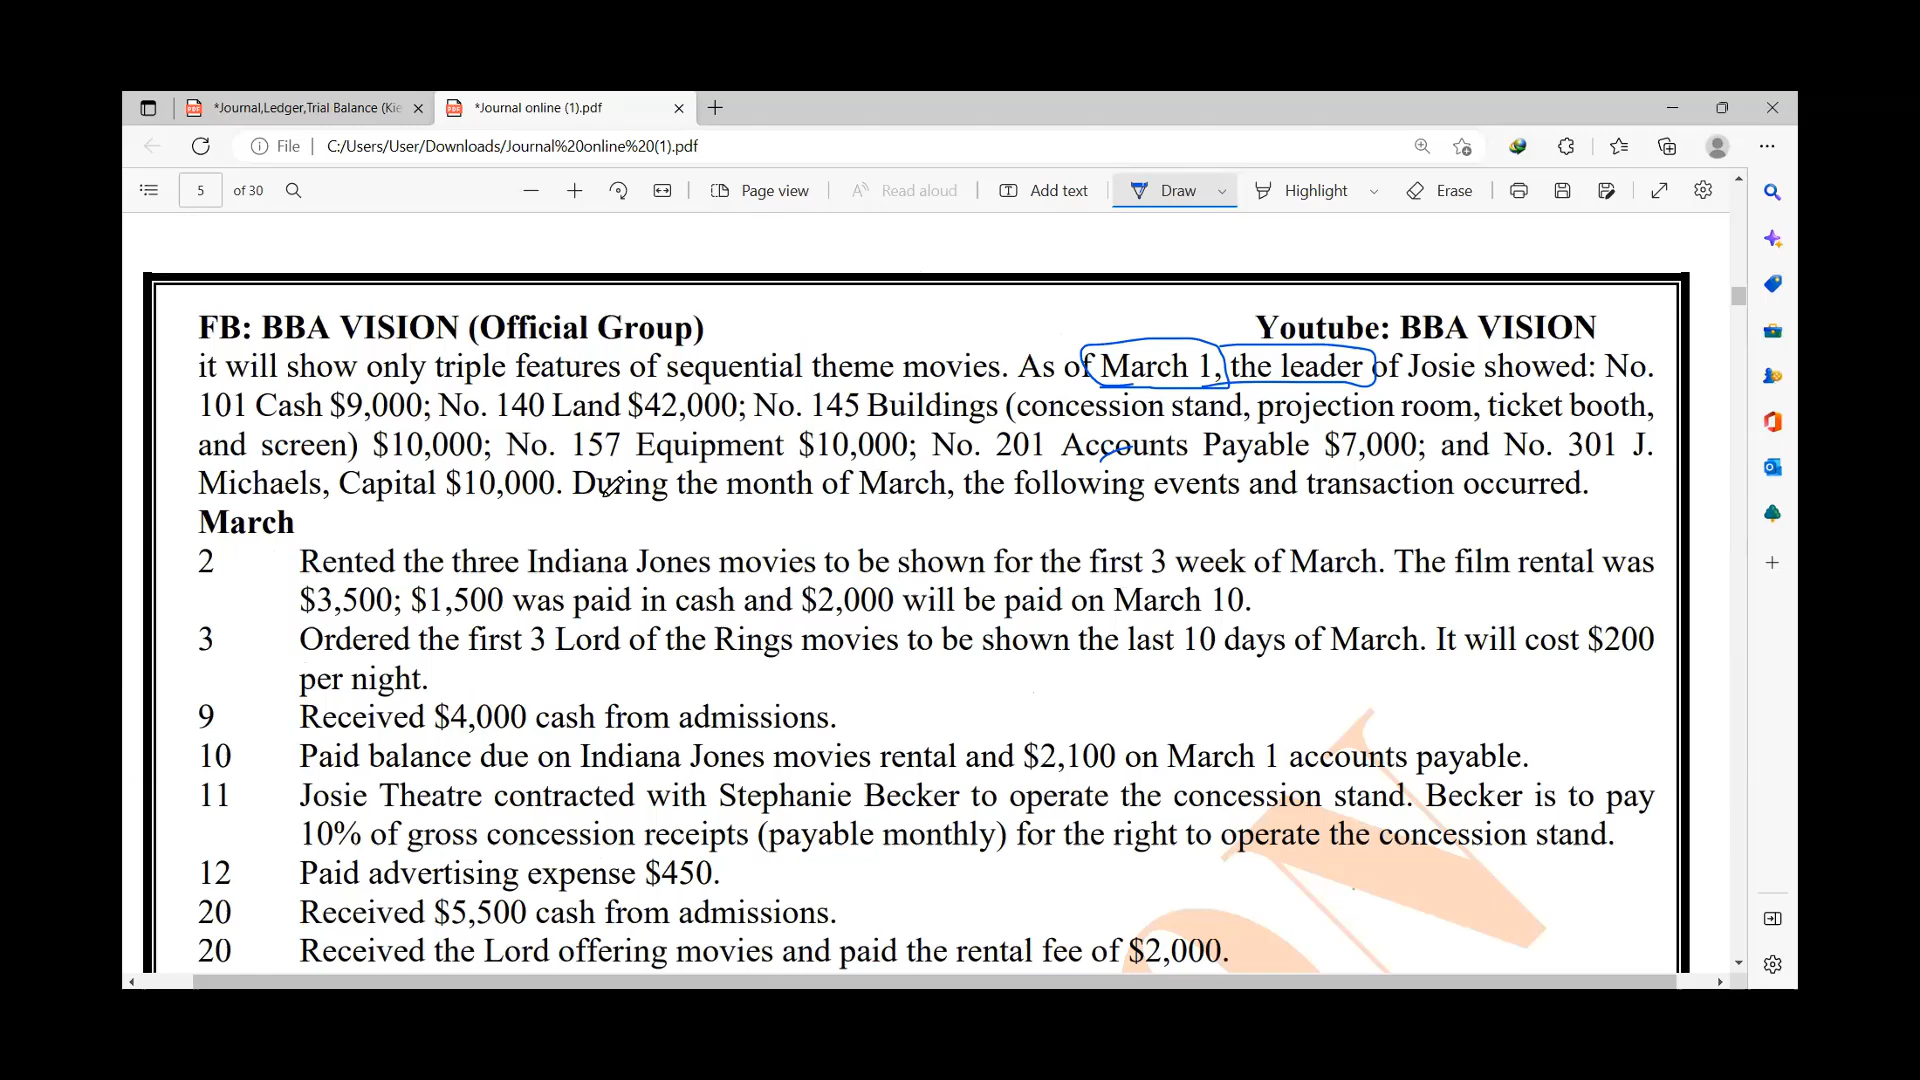 *Journal,Ledger,Trial Balance (Kie
*Journal online (1).pdf
File
C:/Users/User/Downloads/Journal%20online%20(1).pdf
5 of 30
Page view
Read aloud
Add text
Draw
Highlight
Erase
FB: BBA VISION (Official Group) Youtube: BBA VISION
it will show only triple features of sequential theme movies. As of March 1, the leader of Josie showed: No.
101 Cash $9,000; No. 140 Land $42,000; No. 145 Buildings (concession stand, projection room, ticket booth,
and screen) $10,000; No. 157 Equipment $10,000; No. 201 Accounts Payable $7,000; and No. 301 J.
Michaels, Capital $10,000. During the month of March, the following events and transaction occurred.
March
2 Rented the three Indiana Jones movies to be shown for the first 3 week of March. The film rental was
$3,500; $1,500 was paid in cash and $2,000 will be paid on March 10.
3 Ordered the first 3 Lord of the Rings movies to be shown the last 10 days of March. It will cost $200
per night.
9 Received $4,000 cash from admissions.
10 Paid balance due on Indiana Jones movies rental and $2,100 on March 1 accounts payable.
11 Josie Theatre contracted with Stephanie Becker to operate the concession stand. Becker is to pay
10% of gross concession receipts (payable monthly) for the right to operate the concession stand.
12 Paid advertising expense $450.
20 Received $5,500 cash from admissions.
20 Received the Lord offering movies and paid the rental fee of $2,000.